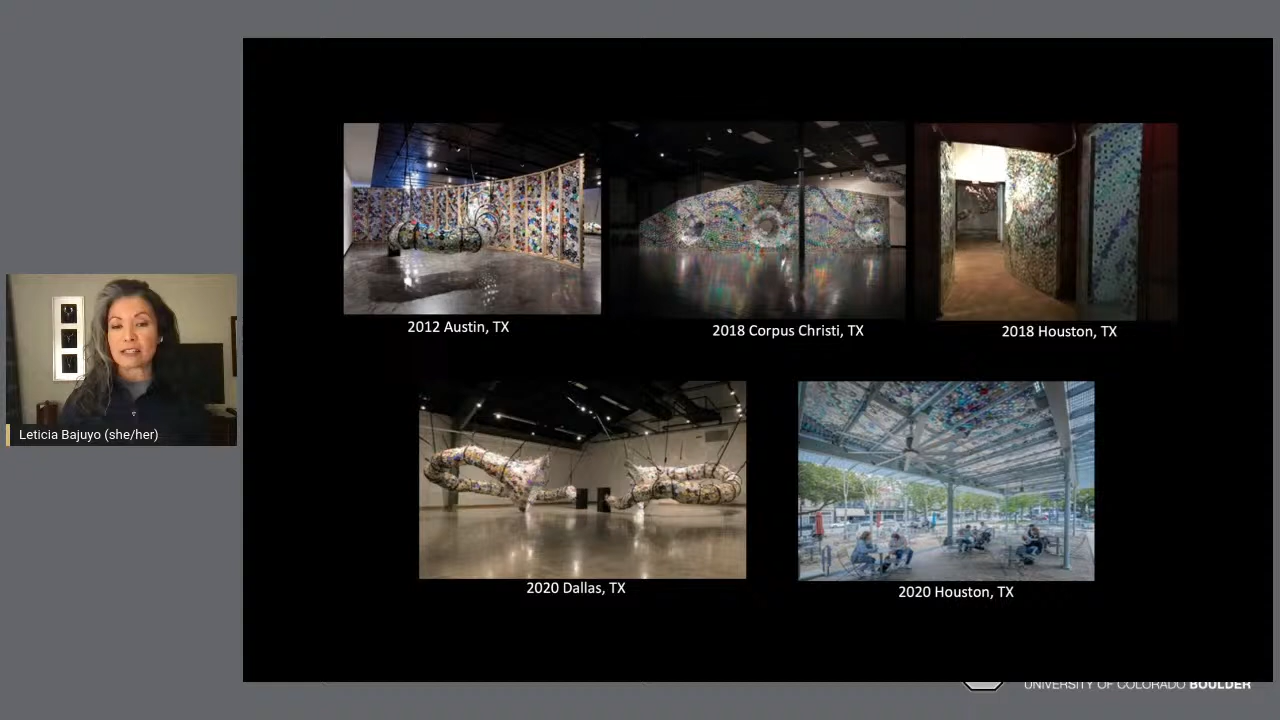 2012 Austin, TX
2018 Corpus Christi, TX
2018 Houston, TX
Leticia Bajuyo (she/her)
2020 Dallas, TX
2020 Houston, TX
UNIVERSITY OF COLORADO BOULDER